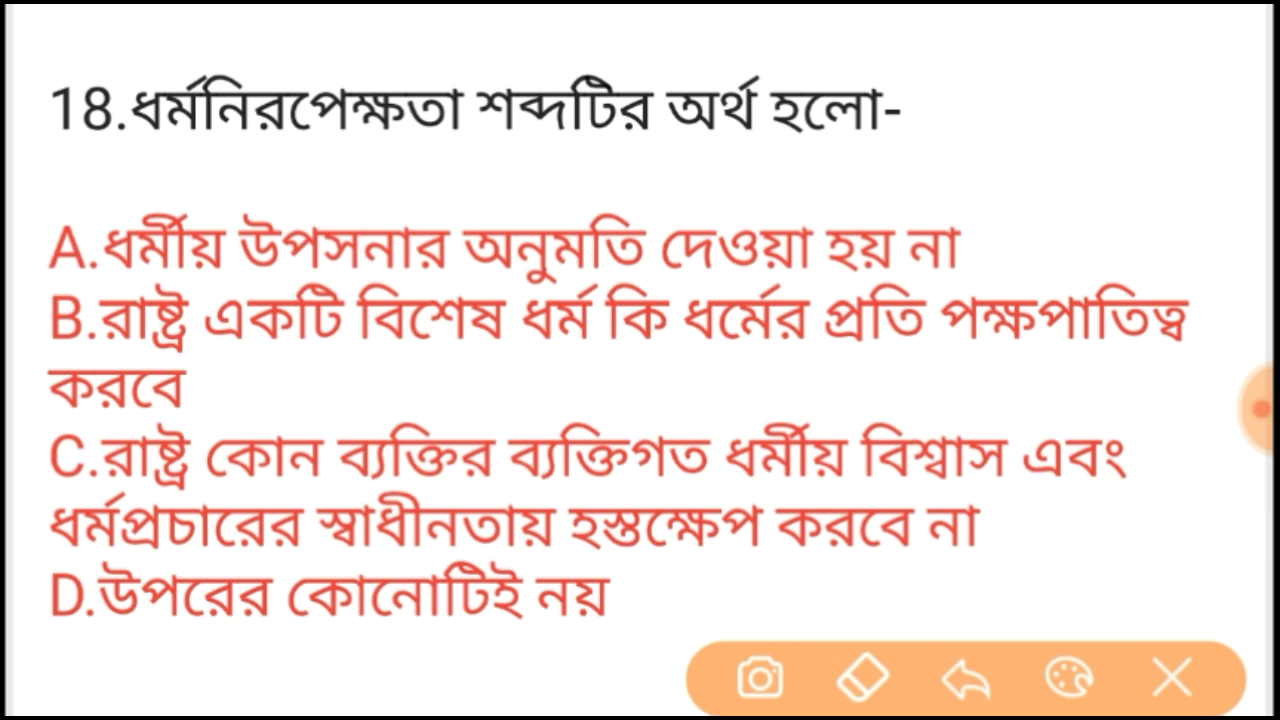 18.ধর্মনিরপেক্ষতা শব্দটির অর্থ হলো-
A.ধর্মীয় উপসনার অনুমতি দেওয়া হয় না
B.রাষ্ট্র একটি বিশেষ ধর্ম কি ধর্মের প্রতি পক্ষপাতিত্ব
করবে
C.রাষ্ট্র কোন ব্যক্তির ব্যক্তিগত ধর্মীয় বিশ্বাস এবং
ধর্মপ্রচারের স্বাধীনতায় হস্তক্ষেপ করবে না
D.উপরের কোনোটিই নয়